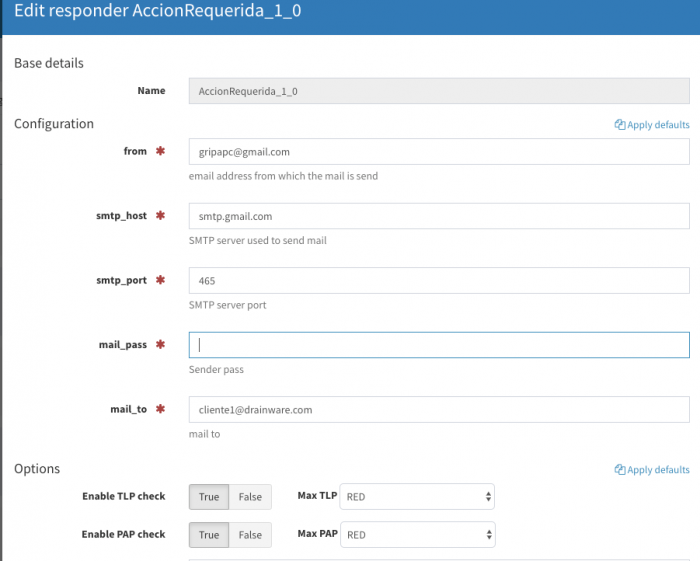 Edit responder AccionRequerida_1_0
Base details
Name AccionRequerida_1_0
Configuration Apply defaults
from ✱ gripapc@gmail.com
email address from which the mail is send
smtp_host ✱ smtp.gmail.com
SMTP server used to send mail
smtp_port ✱ 465
SMTP server port
mail_pass ✱
Sender pass
mail_to ✱ cliente1@drainware.com
mail to
Options Apply defaults
Enable TLP check True False Max TLP RED
Enable PAP check True False Max PAP RED